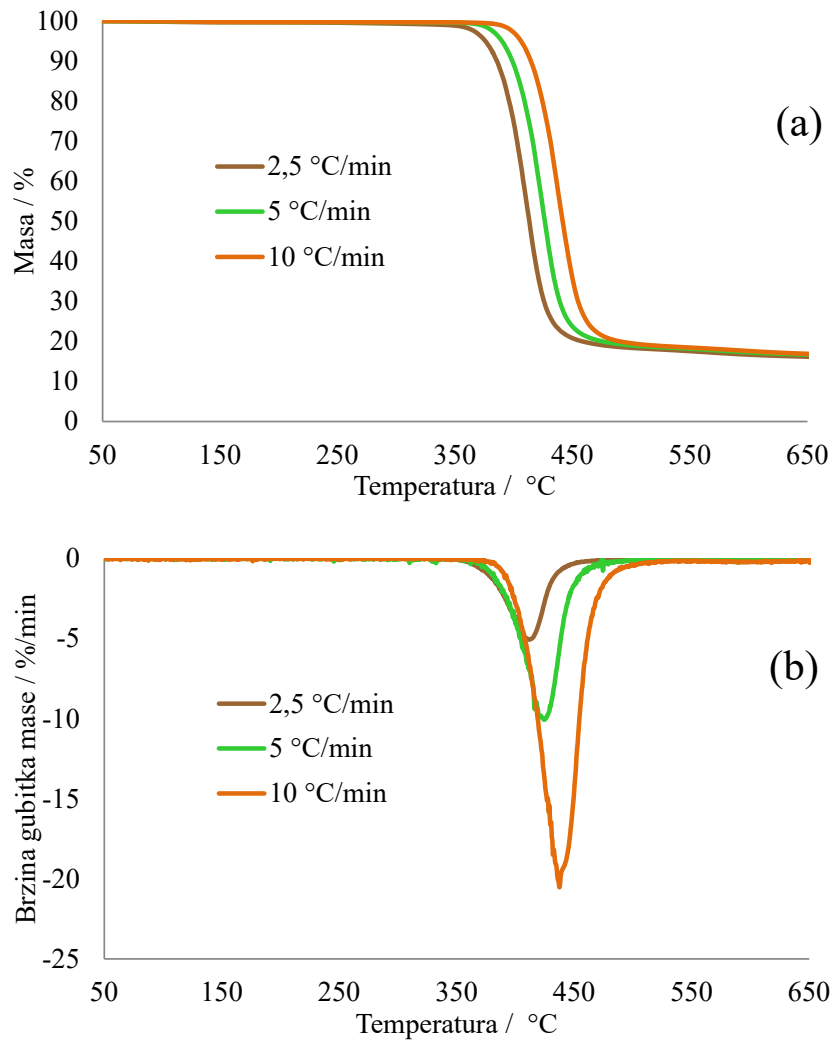 100
90
80
70
60
50
40
30
20
10
0
Masa / %
(a)
2,5 °C/min
5 °C/min
10 °C/min
50 150 250 350 450 550 650
Temperatura / °C
0
-5
-10
-15
-20
-25
Brzina gubitka mase / %/min
(b)
2,5 °C/min
5 °C/min
10 °C/min
50 150 250 350 450 550 650
Temperatura / °C